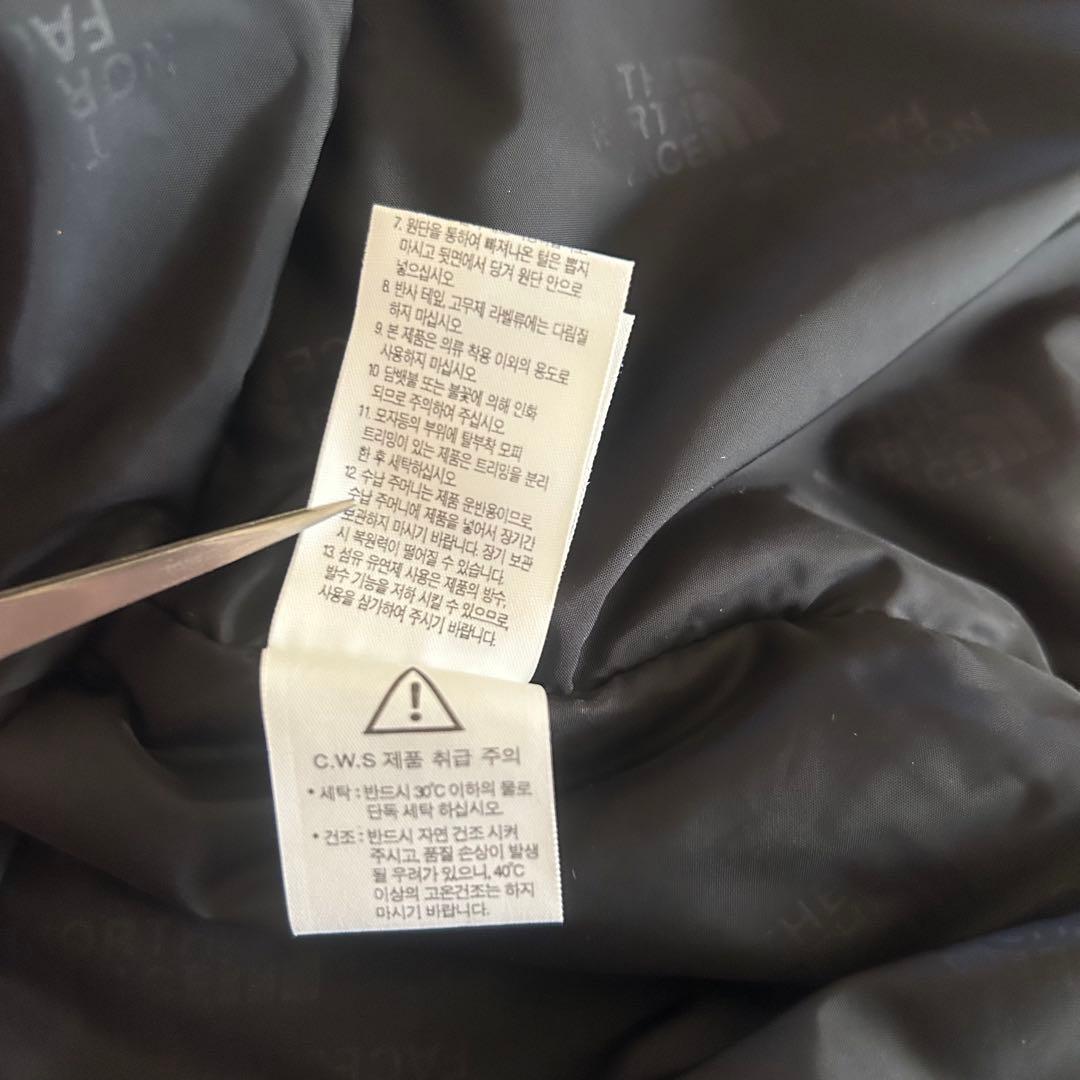 THE
NORTH
FACE
7. 원단을 통하여 빠져나온 털은 뽑지
마시고 뒷면에서 당겨 원단 안으로
넣으십시오
8. 반사 테잎, 고무제 라벨류에는 다림질
하지 마십시오
9. 본 제품은 의류 착용 이외의 용도로
사용하지 마십시오
10 담뱃불 또는 불꽃에 의해 인화
되므로 주의하여 주십시오
11. 모자등의 부위에 탈부착 모피
트리밍이 있는 제품은 트리밍을 분리
한 후 세탁하십시오
12. 수납 주머니는 제품 운반용이므로,
수납 주머니에 제품을 넣어서 장기간
보관하지 마시기 바랍니다. 장기 보관
시 복원력이 떨어질 수 있습니다.
13. 섬유 유연제 사용은 제품의 방수,
발수 기능을 저하 시킬 수 있으므로,
사용을 삼가하여 주시기 바랍니다.
C.W.S 제품 취급 주의
* 세탁 : 반드시 30℃ 이하의 물로
단독 세탁 하십시오.
* 건조 : 반드시 자연 건조 시켜
주시고, 품질 손상이 발생
될 우려가 있으니, 40℃
이상의 고온건조는 하지
마시기 바랍니다.